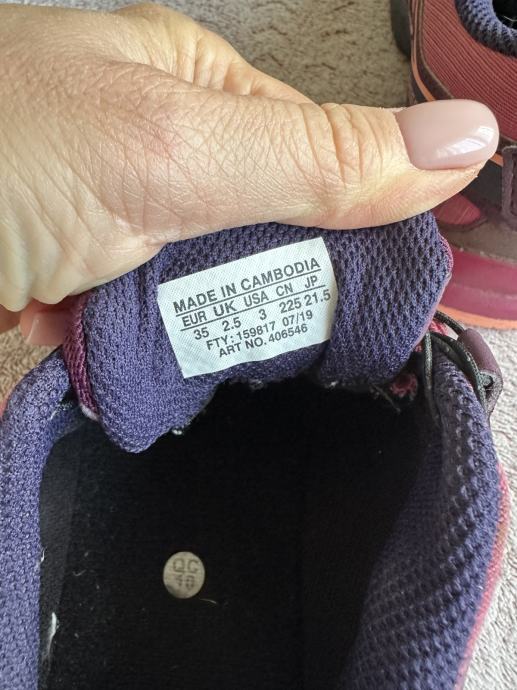 MADE IN CAMBODIA
EUR UK USA CN JP
35 2.5 3 225 21.5
FTY: 159817 07/19
ART NO. 406546
QC
18